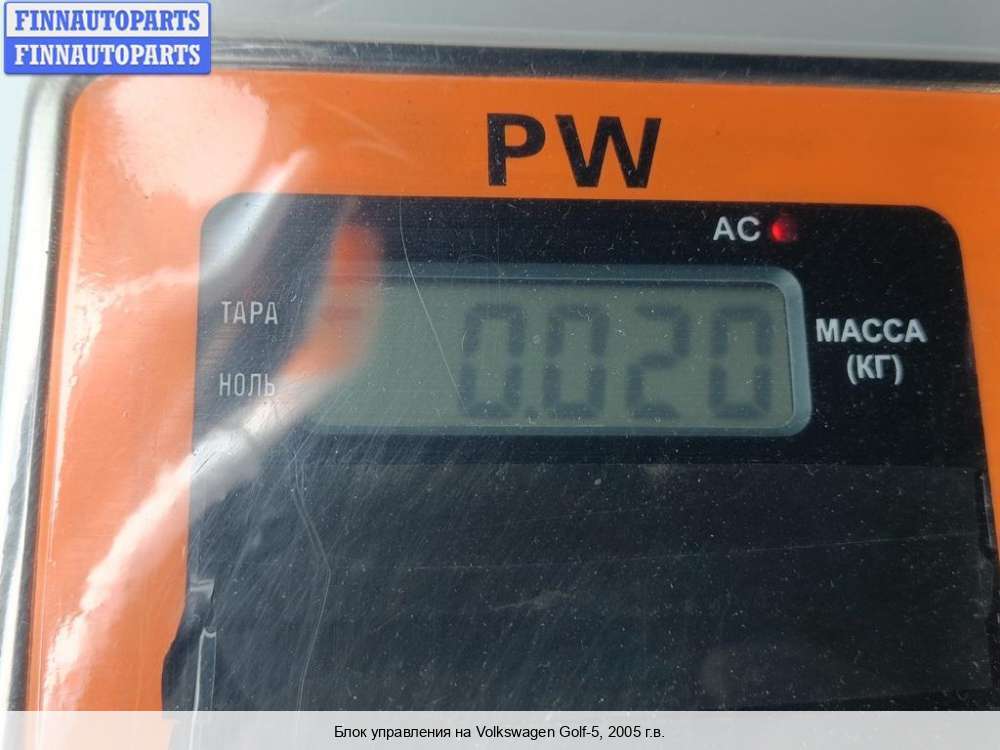 FINNAUTOPARTS
FINNAUTOPARTS
PW
AC
ТАРА
0.020
МАССА
НОЛЬ
(КГ)
Блок управления на Volkswagen Golf-5, 2005 г.в.